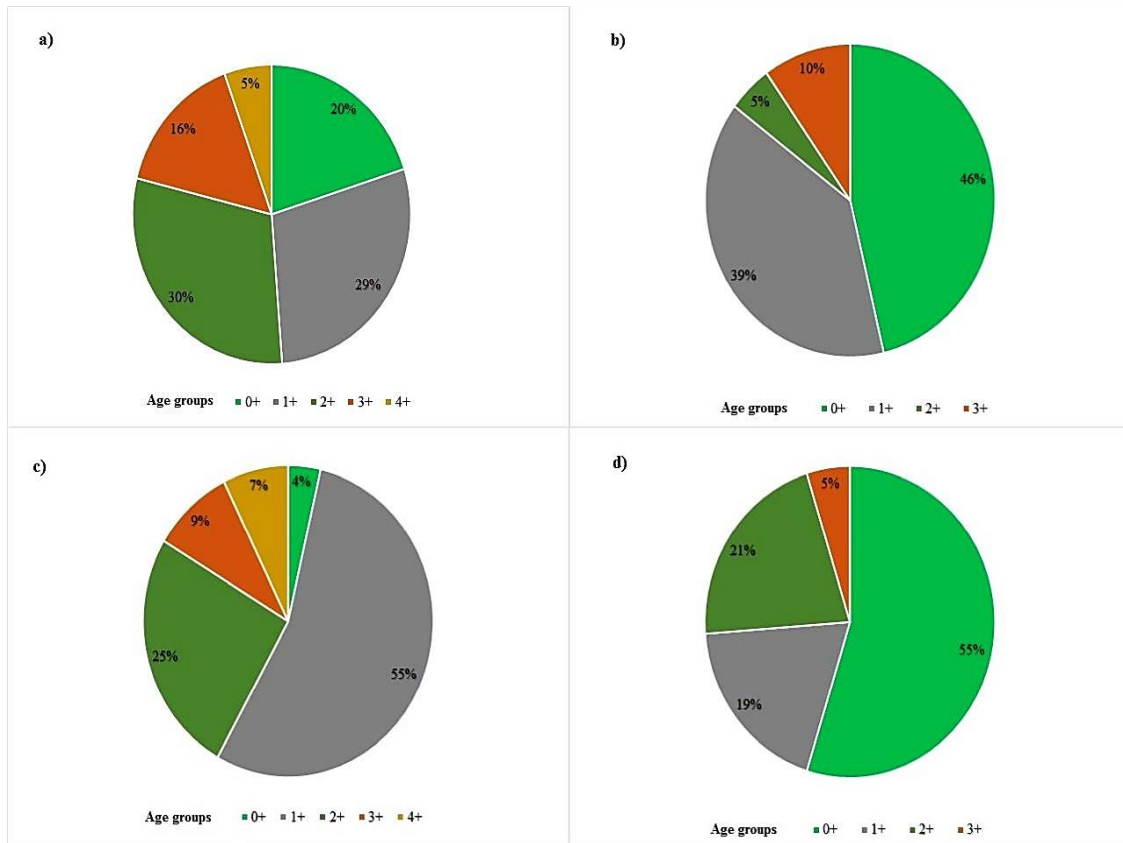 a)
5%
20%
16%
29%
30%
Age groups 0+ 1+ 2+ 3+ 4+
b)
10%
5%
46%
39%
Age groups 0+ 1+ 2+ 3+
c)
7% 4%
9%
25%
55%
Age groups 0+ 1+ 2+ 3+ 4+
d)
5%
21%
55%
19%
Age groups 0+ 1+ 2+ 3+